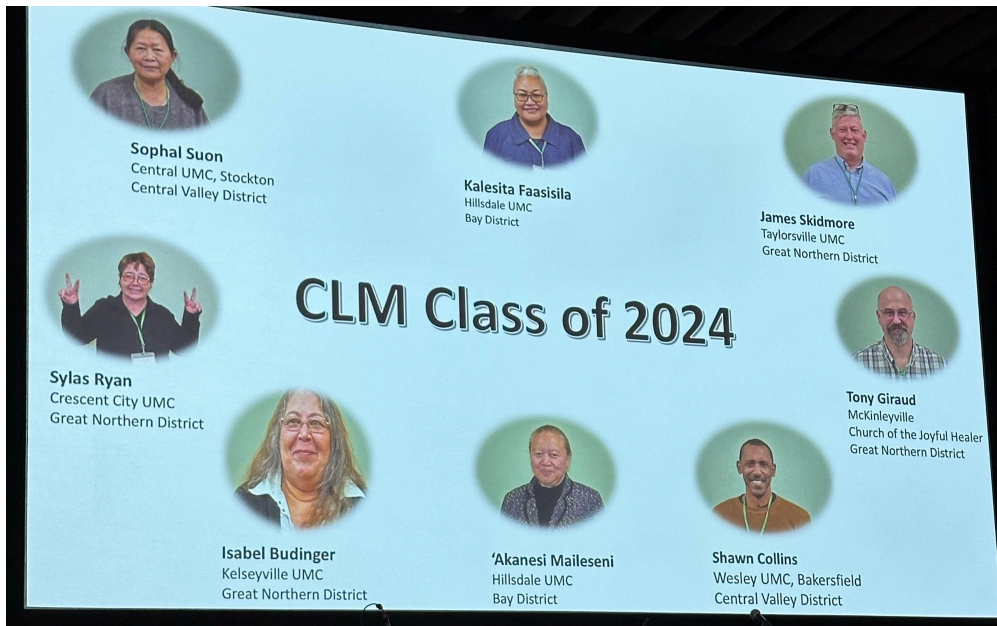 Sophal Suon
Central UMC, Stockton
Central Valley District
Kalesita Faasisila
Hillsdale UMC
Bay District
James Skidmore
Taylorsville UMC
Great Northern District
CLM Class of 2024
Sylas Ryan
Crescent City UMC
Great Northern District
Tony Giraud
McKinleyville
Church of the Joyful Healer
Great Northern District
Isabel Budinger
Kelseyville UMC
Great Northern District
‘Akanesi Maileseni
Hillsdale UMC
Bay District
Shawn Collins
Wesley UMC, Bakersfield
Central Valley District